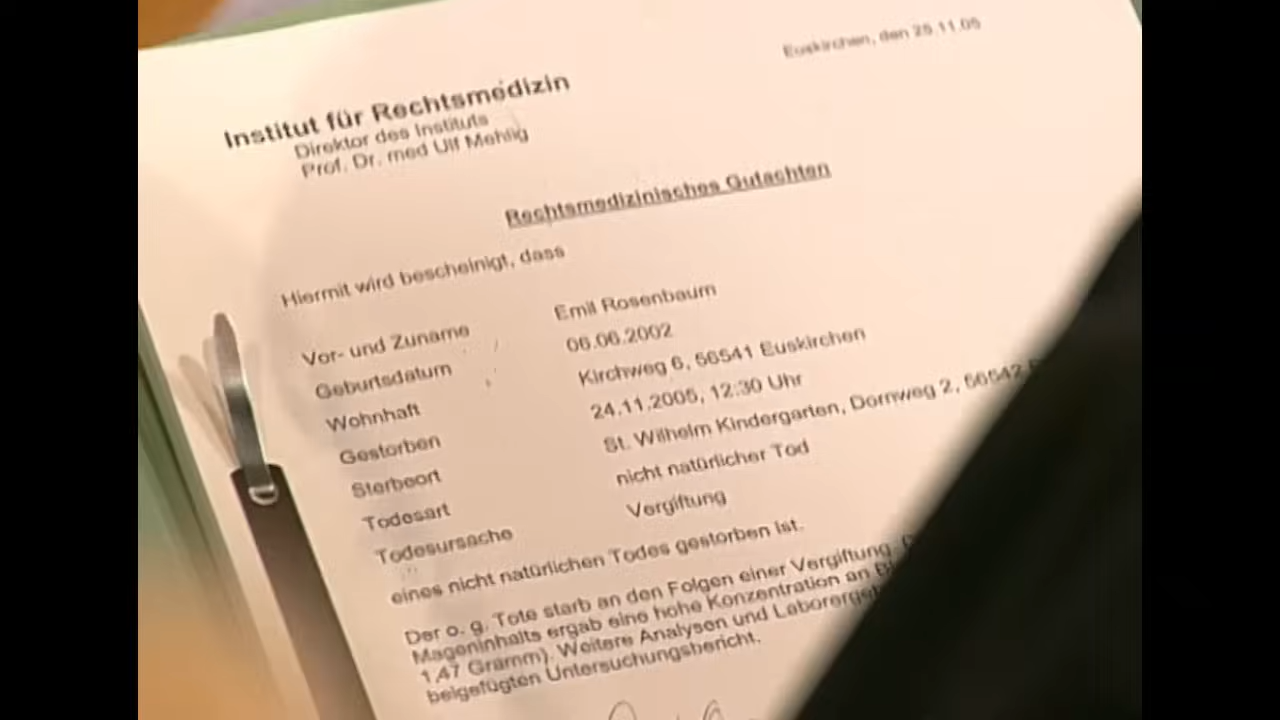 Euskirchen, den 25.11.05
Institut für Rechtsmedizin
Direktor des Instituts
Prof. Dr. med Ulf Mehlig
Rechtsmedizinisches Gutachten
Hiermit wird bescheinigt, dass
Vor- und Zuname Emil Rosenbaum
Geburtsdatum 06.06.2002
Wohnhaft Kirchweg 6, 56541 Euskirchen
Gestorben 24.11.2005, 12:30 Uhr
Sterbeort St. Wilhelm Kindergarten, Dornweg 2, 56542
Todesart nicht natürlicher Tod
Todesursache Vergiftung
eines nicht natürlichen Todes gestorben ist.
Der o. g. Tote starb an den Folgen einer Vergiftung.
Mageninhalts ergab eine hohe Konzentration an
1,47 Gramm). Weitere Analysen und
beigefügten Untersuchungsbericht.